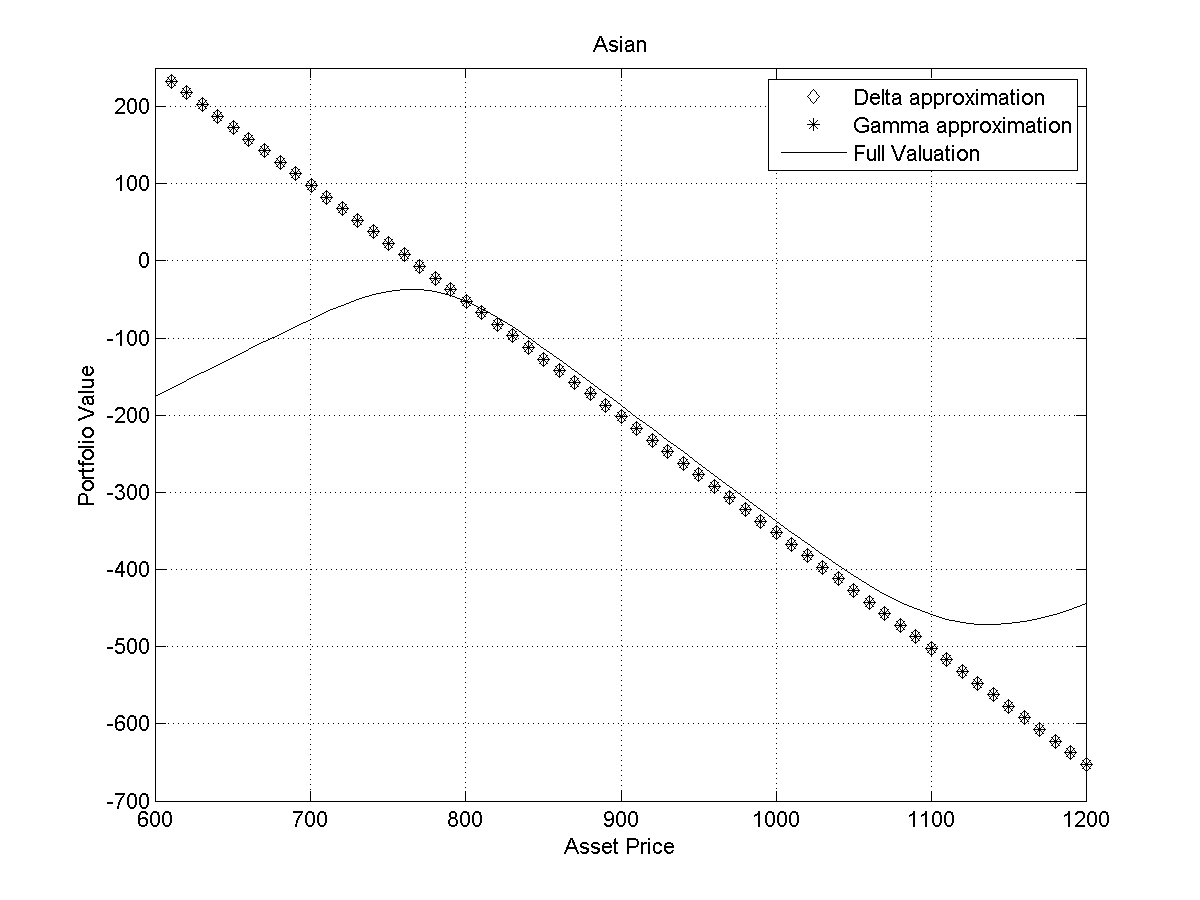 Asian
Delta approximation
Gamma approximation
Full Valuation
200
100
0
-100
-200
-300
-400
-500
-600
-700
Portfolio Value
600 700 800 900 1000 1100 1200
Asset Price